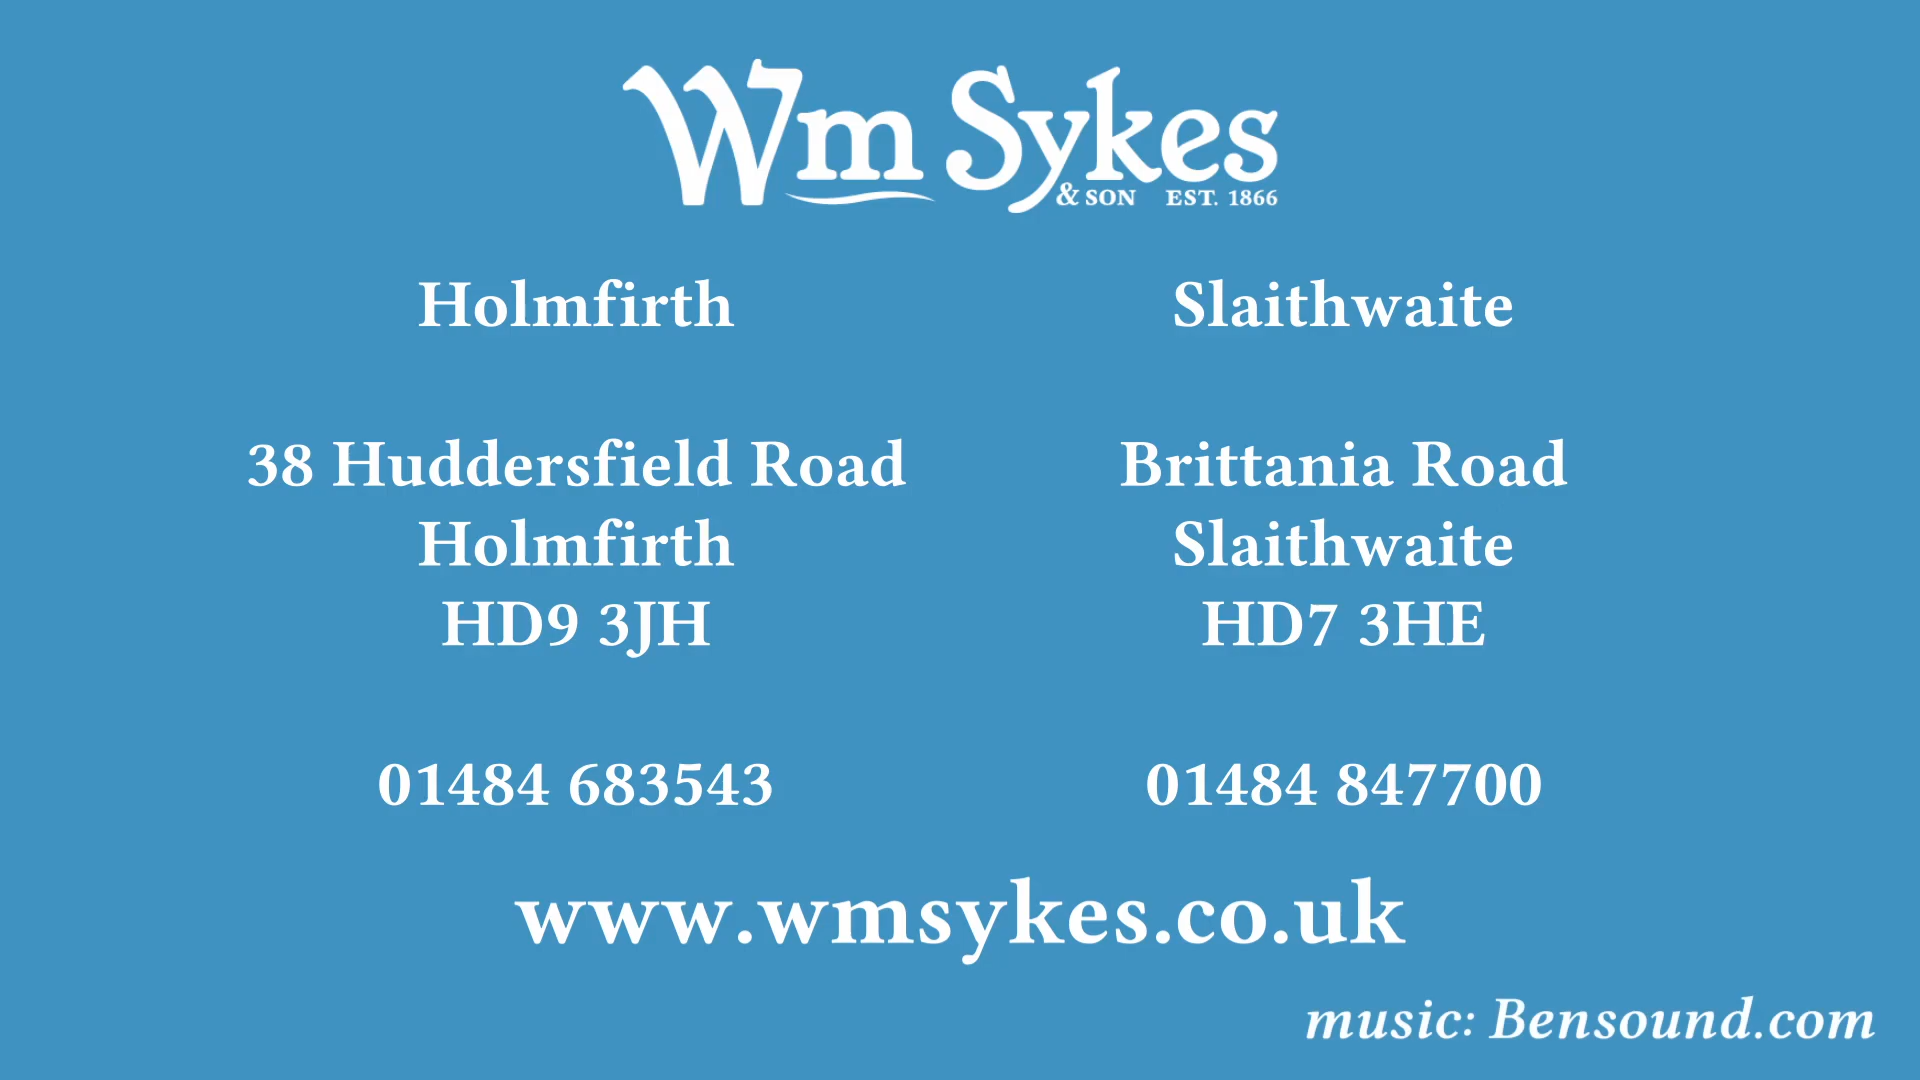 Wm Sykes
& SON EST. 1866
Holmfirth
38 Huddersfield Road
Holmfirth
HD9 3JH
01484 683543
Slaithwaite
Brittania Road
Slaithwaite
HD7 3HE
01484 847700
www.wmsykes.co.uk
music: Bensound.com